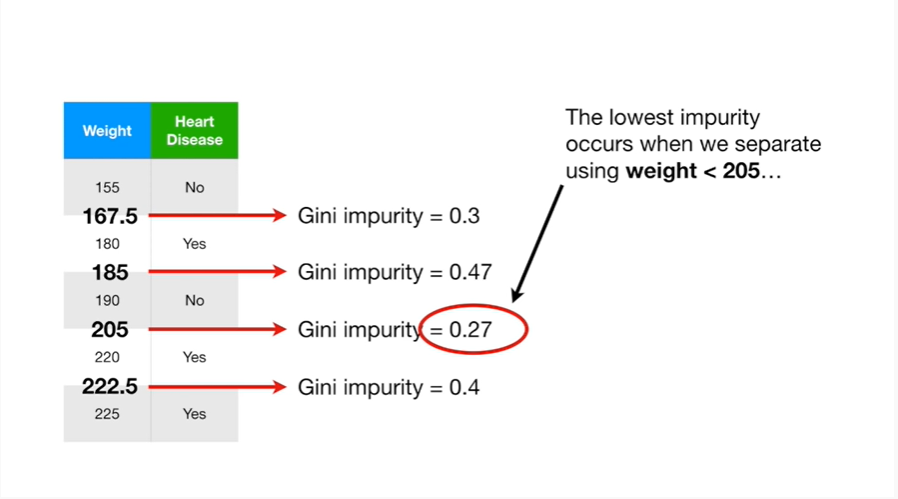 The lowest impurity
occurs when we separate
using weight < 205…
Weight
Heart
Disease
155
No
167.5
Gini impurity = 0.3
180
Yes
185
Gini impurity = 0.47
190
No
205
Gini impurity = 0.27
220
Yes
222.5
Gini impurity = 0.4
225
Yes